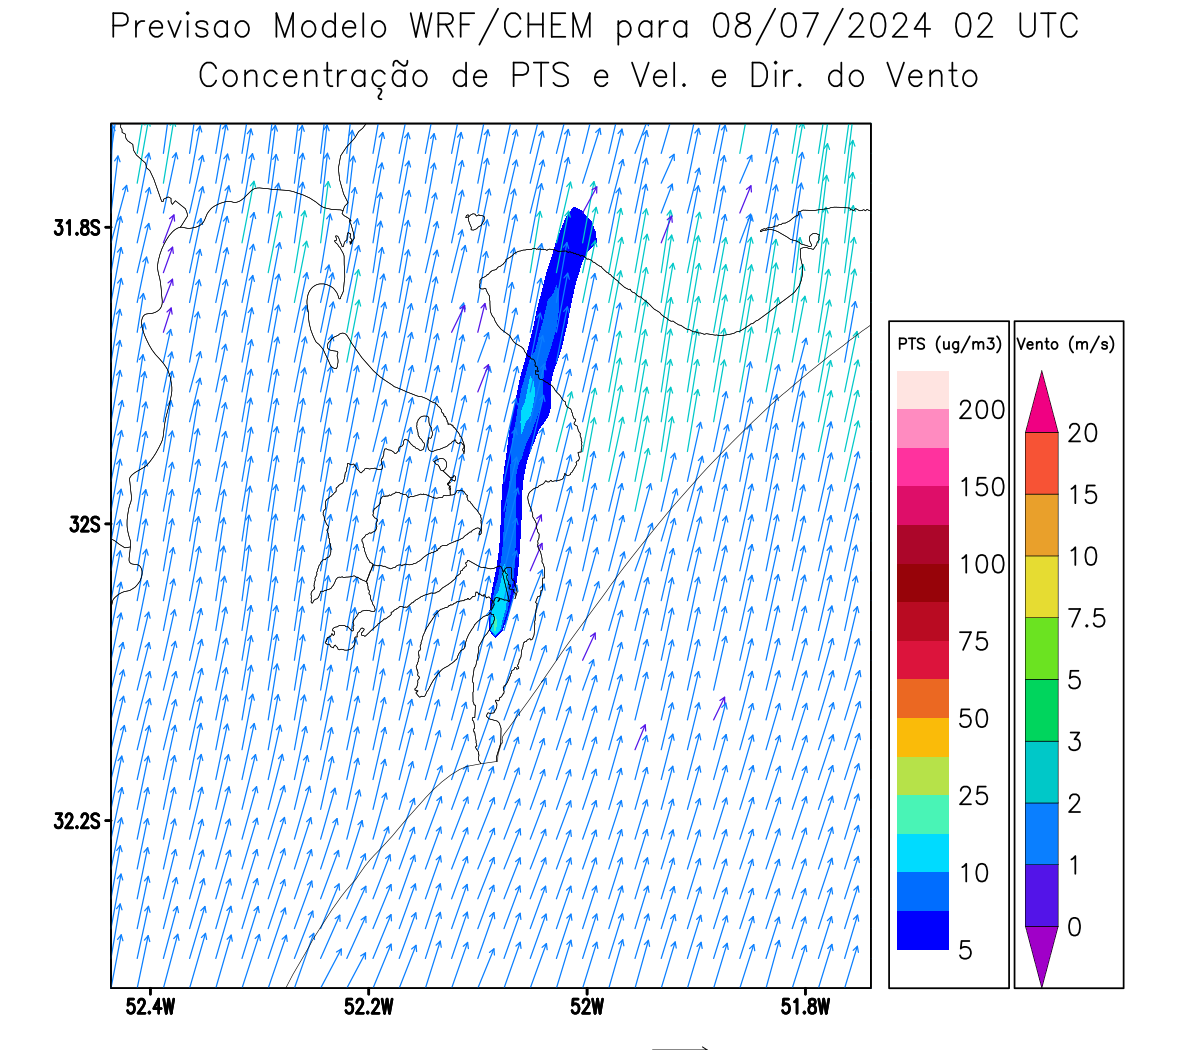 Previsao Modelo WRF/CHEM para 08/07/2024 02 UTC
Concentração de PTS e Vel. e Dir. do Vento
31.8S
32S
32.2S
52.4W
52.2W
52W
51.8W
PTS (ug/m3)
200
150
100
75
50
25
10
5
Vento (m/s)
20
15
10
7.5
5
3
2
1
0